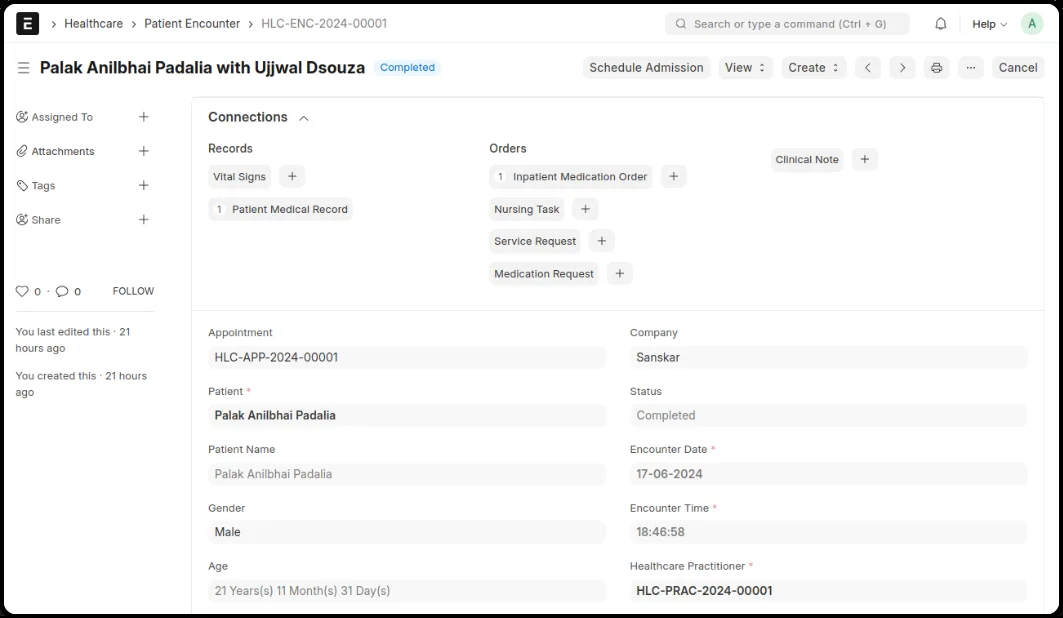 E
Healthcare > Patient Encounter > HLC-ENC-2024-00001
Search or type a command (Ctrl + G)
Help
A
Palak Anilbhai Padalia with Ujjwal Dsouza
Completed
Schedule Admission
View
Create
...
Cancel
Assigned To +
Attachments +
Tags +
Share +
0 · 0 FOLLOW
You last edited this · 21
hours ago
You created this · 21 hours
ago
Connections
Records
Vital Signs +
1 Patient Medical Record
Orders
1 Inpatient Medication Order +
Nursing Task +
Service Request +
Medication Request +
Clinical Note +
Appointment
HLC-APP-2024-00001
Patient *
Palak Anilbhai Padalia
Patient Name
Palak Anilbhai Padalia
Gender
Male
Age
21 Years(s) 11 Month(s) 31 Day(s)
Company
Sanskar
Status
Completed
Encounter Date *
17-06-2024
Encounter Time *
18:46:58
Healthcare Practitioner *
HLC-PRAC-2024-00001